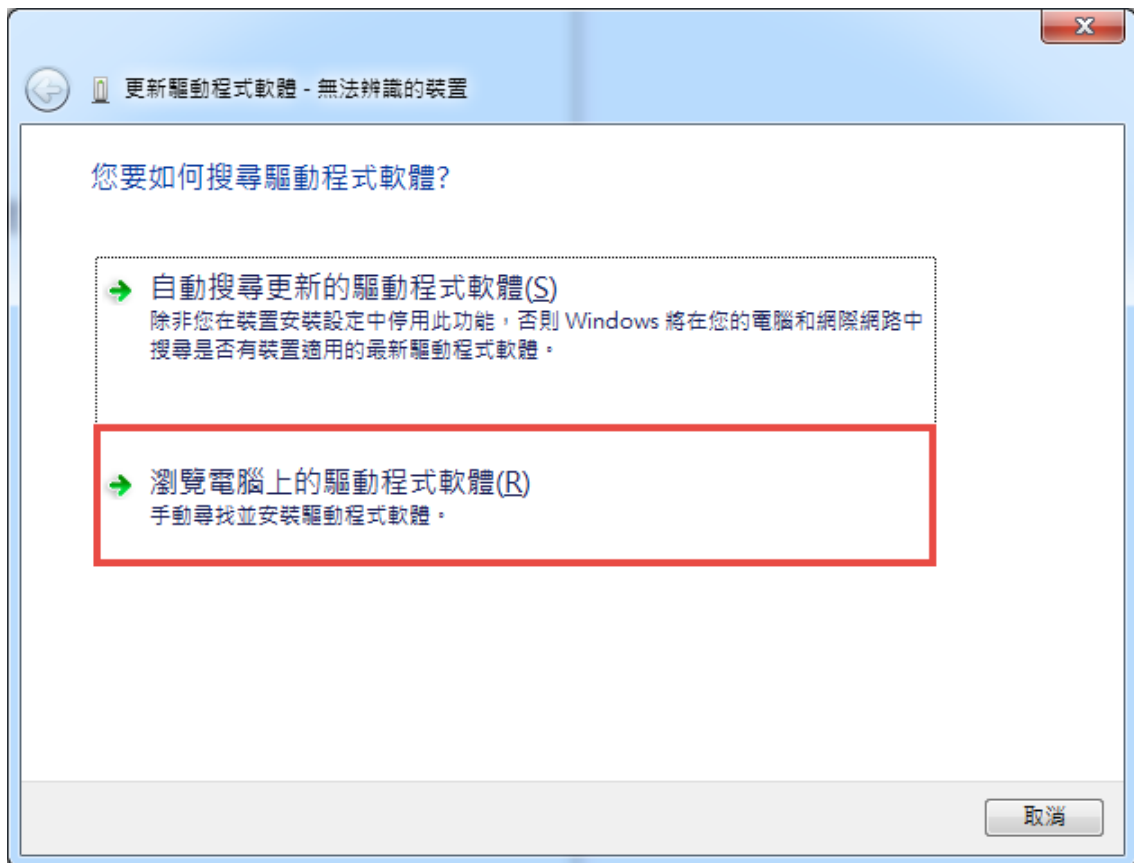 更新驅動程式軟體 - 無法辨識的裝置
您要如何搜尋驅動程式軟體?
自動搜尋更新的驅動程式軟體(S)
除非您在裝置安裝設定中停用此功能，否則 Windows 將在您的電腦和網際網路中
搜尋是否有裝置適用的最新驅動程式軟體。
瀏覽電腦上的驅動程式軟體(R)
手動尋找並安裝驅動程式軟體。
取消